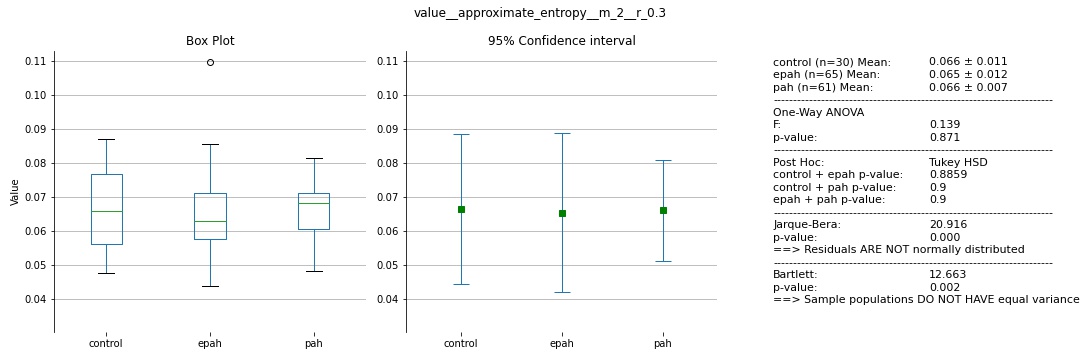 value__approximate_entropy__m_2__r_0.3
Box Plot
Value
0.11
0.10
0.09
0.08
0.07
0.06
0.05
0.04
control epah pah
95% Confidence interval
0.11
0.10
0.09
0.08
0.07
0.06
0.05
0.04
control epah pah
control (n=30) Mean: 0.066 ± 0.011
epah (n=65) Mean: 0.065 ± 0.012
pah (n=61) Mean: 0.066 ± 0.007
One-Way ANOVA
F: 0.139
p-value: 0.871
Post Hoc: Tukey HSD
control + epah p-value: 0.8859
control + pah p-value: 0.9
epah + pah p-value: 0.9
Jarque-Bera: 20.916
p-value: 0.000
==> Residuals ARE NOT normally distributed
Bartlett: 12.663
p-value: 0.002
==> Sample populations DO NOT HAVE equal variance